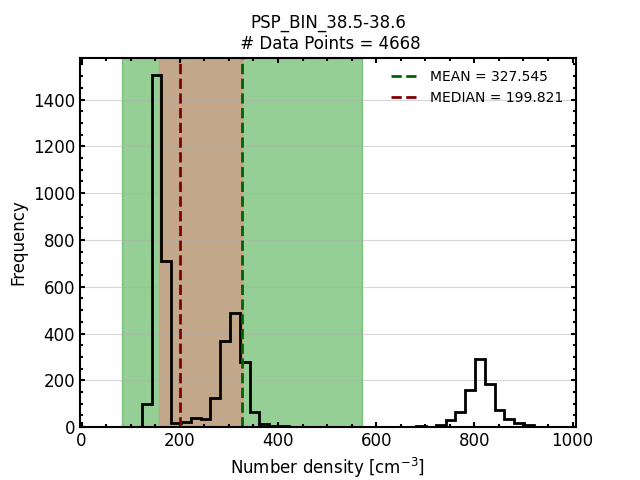 PSP_BIN_38.5-38.6
# Data Points = 4668
MEAN = 327.545
MEDIAN = 199.821
1400
1200
1000
800
600
400
200
0
Frequency
0 200 400 600 800 1000
Number density [cm⁻³]